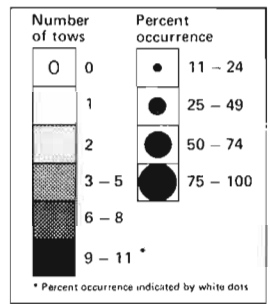 Number of tows
Percent occurrence
0 0
1
2
3 – 5
6 – 8
9 – 11 *
11 – 24
25 – 49
50 – 74
75 – 100
* Percent occurrence indicated by white dots